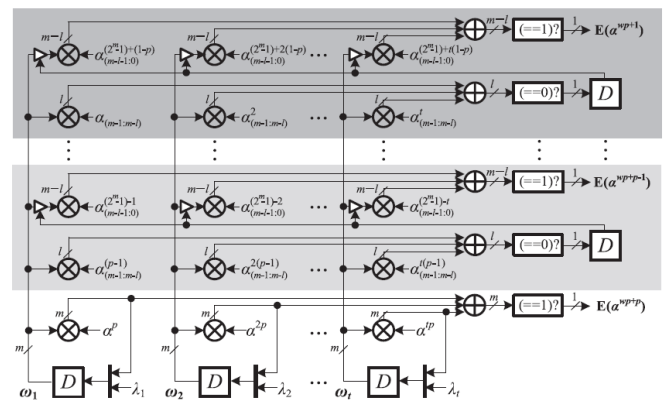 m-l (==1)? 1 E(α^{wp+1})
m-l α^{(2^m-1)+(1-p)}_{(m-l-1:0)} m-l α^{(2^m-1)+2(1-p)}_{(m-l-1:0)} ··· m-l α^{(2^m-1)+t(1-p)}_{(m-l-1:0)}
l (==0)? 1 D
l α_{(m-1:m-l)} l α^2_{(m-1:m-l)} ··· l α^t_{(m-1:m-l)}
m-l (==1)? 1 E(α^{wp+p-1})
m-l α^{(2^m-1)-1}_{(m-l-1:0)} m-l α^{(2^m-1)-2}_{(m-l-1:0)} ··· m-l α^{(2^m-1)-t}_{(m-l-1:0)}
l (==0)? 1 D
l α^{(p-1)}_{(m-1:m-l)} l α^{2(p-1)}_{(m-1:m-l)} ··· l α^{t(p-1)}_{(m-1:m-l)}
m (==1)? 1 E(α^{wp+p})
m α^p m α^{2p} ··· m α^{tp}
m m m
D D ··· D
ω_1 λ_1 ω_2 λ_2 ω_t λ_t